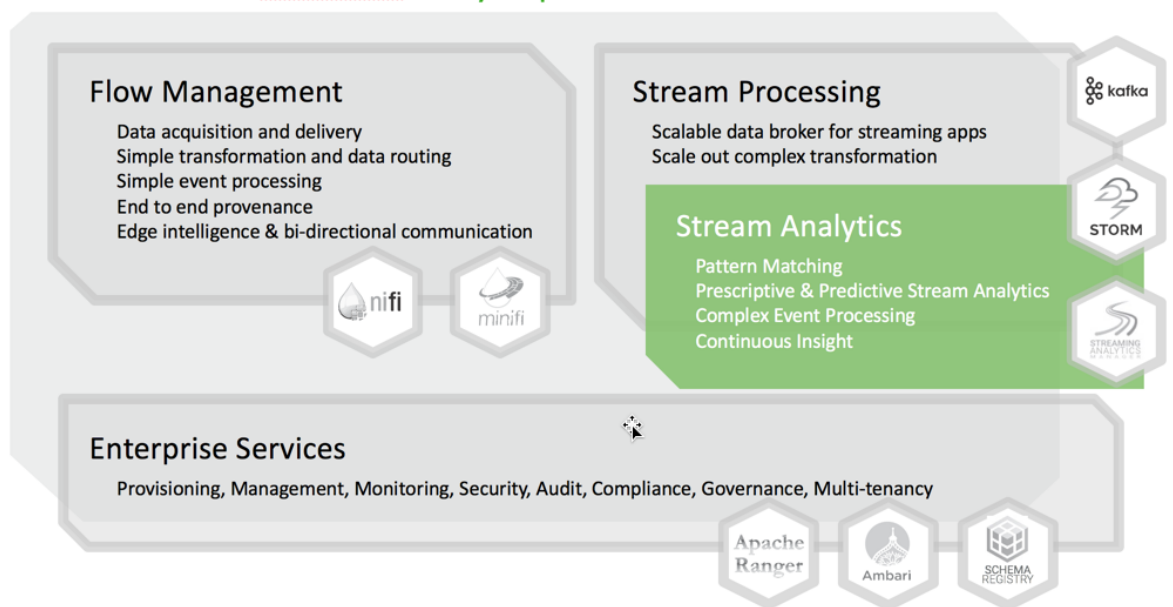 Flow Management
Data acquisition and delivery
Simple transformation and data routing
Simple event processing
End to end provenance
Edge intelligence & bi-directional communication
nifi
minifi
Stream Processing
Scalable data broker for streaming apps
Scale out complex transformation
kafka
STORM
Stream Analytics
Pattern Matching
Prescriptive & Predictive Stream Analytics
Complex Event Processing
Continuous Insight
STREAMING
ANALYTICS
MANAGER
Enterprise Services
Provisioning, Management, Monitoring, Security, Audit, Compliance, Governance, Multi-tenancy
Apache
Ranger
Ambari
SCHEMA
REGISTRY